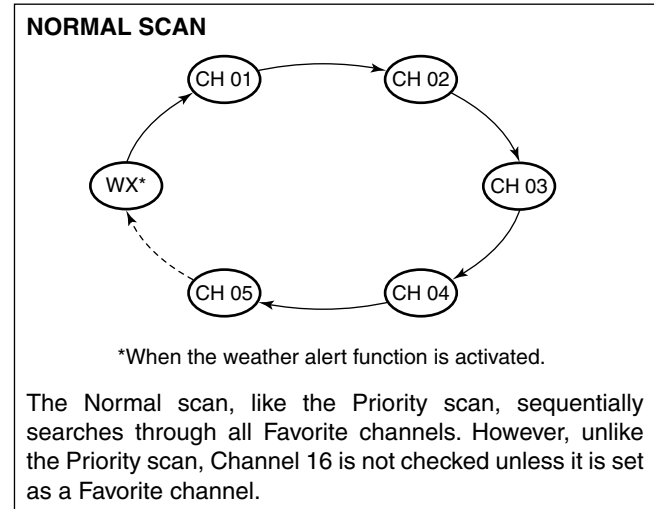 NORMAL SCAN
CH 01
CH 02
WX*
CH 03
CH 05
CH 04
*When the weather alert function is activated.
The Normal scan, like the Priority scan, sequentially
searches through all Favorite channels. However, unlike
the Priority scan, Channel 16 is not checked unless it is set
as a Favorite channel.